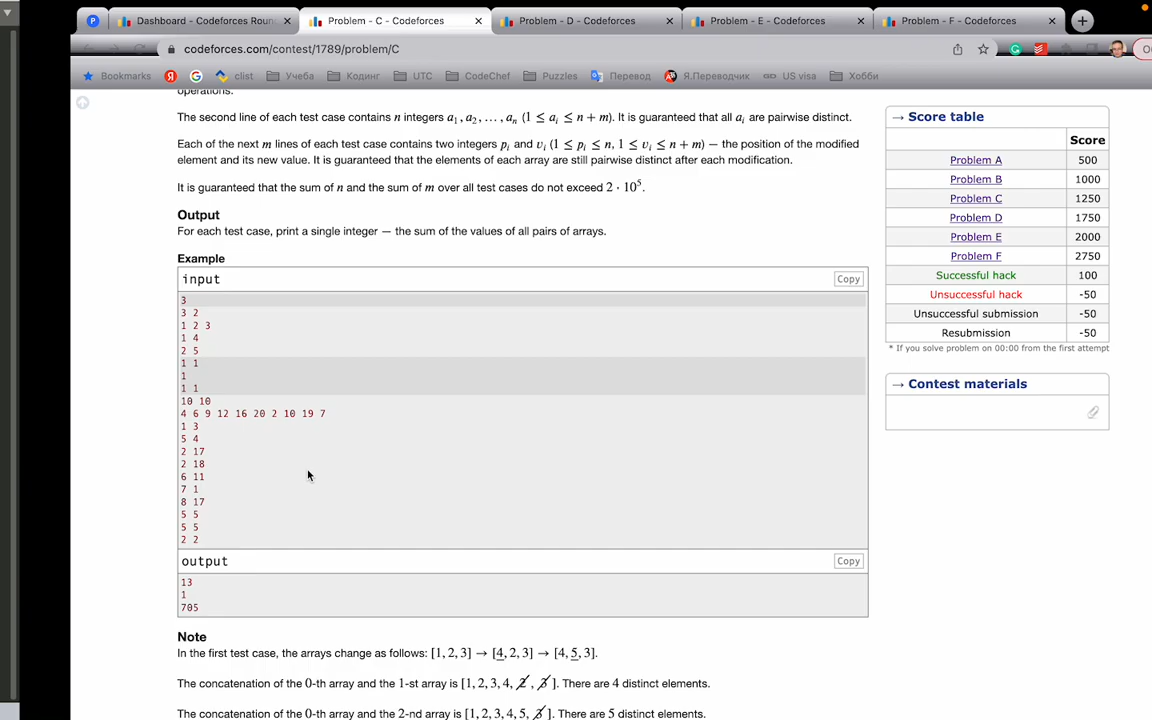 Dashboard - Codeforces Roun
Problem - C - Codeforces
Problem - D - Codeforces
Problem - E - Codeforces
Problem - F - Codeforces
codeforces.com/contest/1789/problem/C
Bookmarks
clist
Учеба
Кодинг
UTC
CodeChef
Puzzles
Перевод
Я.Переводчик
US visa
Хобби
operations.
The second line of each test case contains n integers a₁, a₂, …, aₙ (1 ≤ aᵢ ≤ n + m). It is guaranteed that all aᵢ are pairwise distinct.
Each of the next m lines of each test case contains two integers pᵢ and vᵢ (1 ≤ pᵢ ≤ n, 1 ≤ vᵢ ≤ n + m) — the position of the modified
element and its new value. It is guaranteed that the elements of each array are still pairwise distinct after each modification.
It is guaranteed that the sum of n and the sum of m over all test cases do not exceed 2 · 10⁵.
Output
For each test case, print a single integer — the sum of the values of all pairs of arrays.
Example
input
Copy
3
3 2
1 2 3
1 4
2 5
1 1
1
1 1
10 10
4 6 9 12 16 20 2 10 19 7
1 3
5 4
2 17
2 18
6 11
7 1
8 17
5 5
5 5
2 2
output
Copy
13
1
705
Note
In the first test case, the arrays change as follows: [1, 2, 3] → [4, 2, 3] → [4, 5, 3].
The concatenation of the 0-th array and the 1-st array is [1, 2, 3, 4, 2, 3]. There are 4 distinct elements.
The concatenation of the 0-th array and the 2-nd array is [1, 2, 3, 4, 5, 3]. There are 5 distinct elements.
→ Score table
Score
Problem A 500
Problem B 1000
Problem C 1250
Problem D 1750
Problem E 2000
Problem F 2750
Successful hack 100
Unsuccessful hack -50
Unsuccessful submission -50
Resubmission -50
* If you solve problem on 00:00 from the first attempt
→ Contest materials